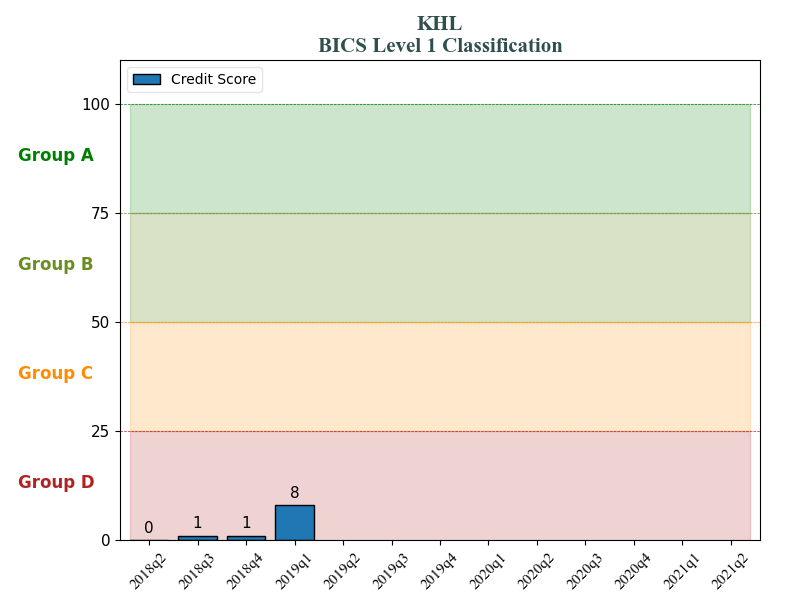 KHL
BICS Level 1 Classification
Credit Score
100
Group A
75
Group B
50
Group C
25
Group D
0
0
1
1
8
2018q2
2018q3
2018q4
2019q1
2019q2
2019q3
2019q4
2020q1
2020q2
2020q3
2020q4
2021q1
2021q2